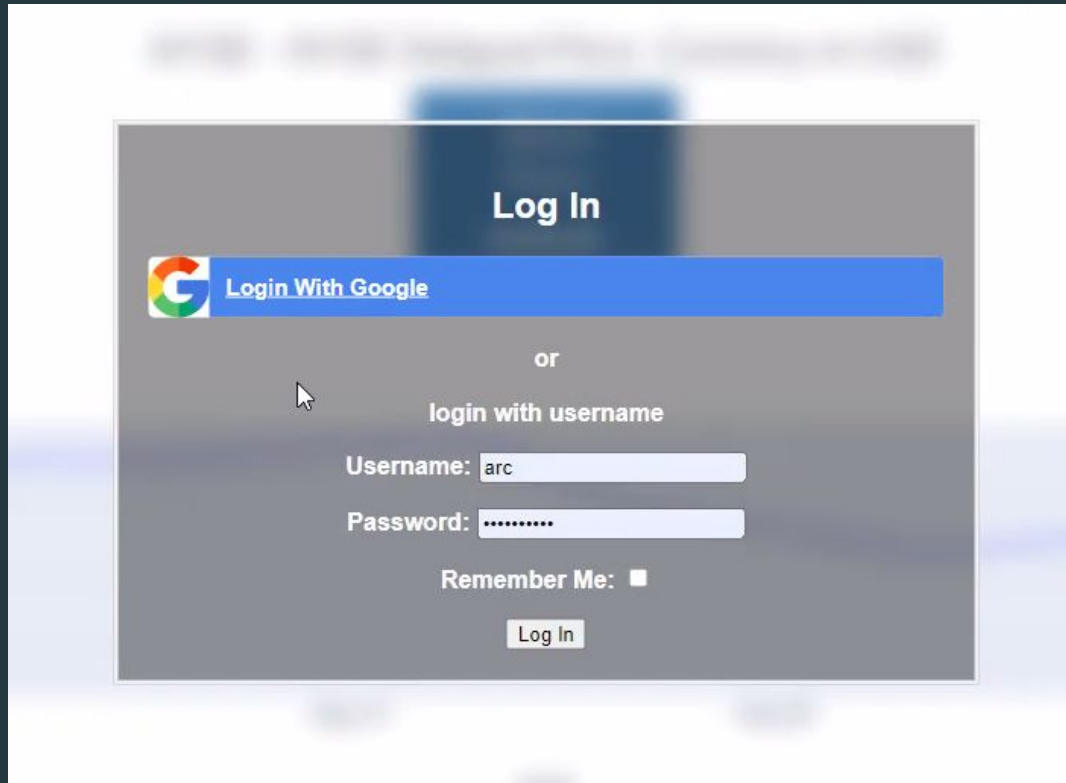 Log In
Login With Google
or
login with username
Username: arc
Password: ••••••••••
Remember Me:
Log In